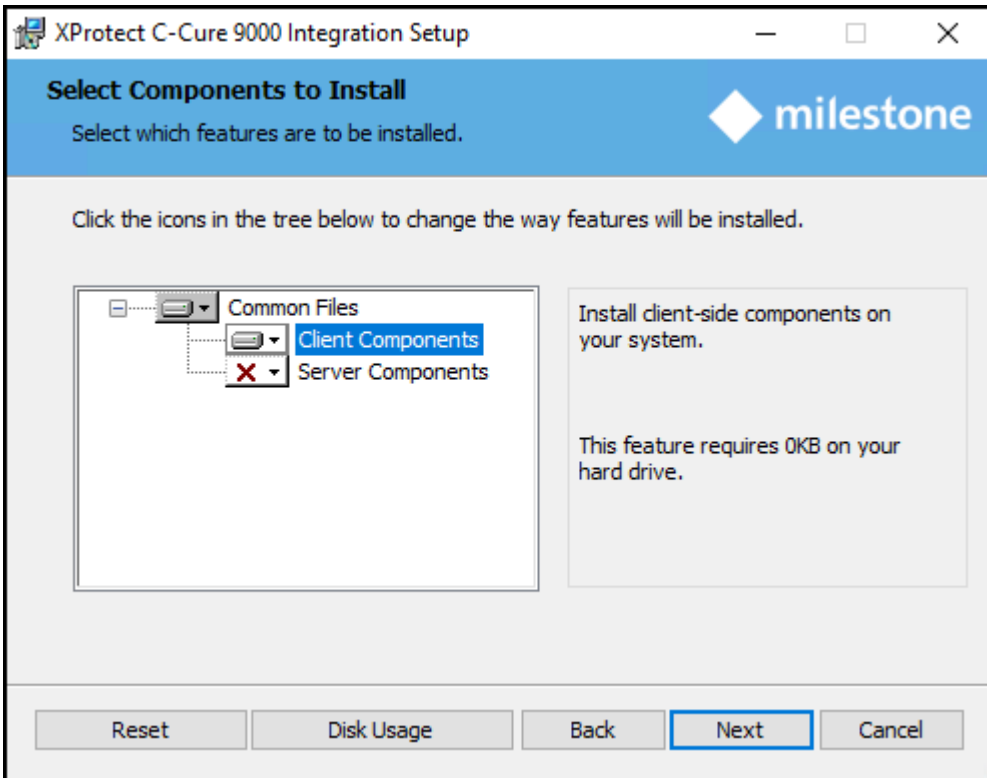 XProtect C-Cure 9000 Integration Setup
Select Components to Install
Select which features are to be installed.
milestone
Click the icons in the tree below to change the way features will be installed.
Common Files
Client Components
Server Components
Install client-side components on
your system.
This feature requires 0KB on your
hard drive.
Reset
Disk Usage
Back
Next
Cancel